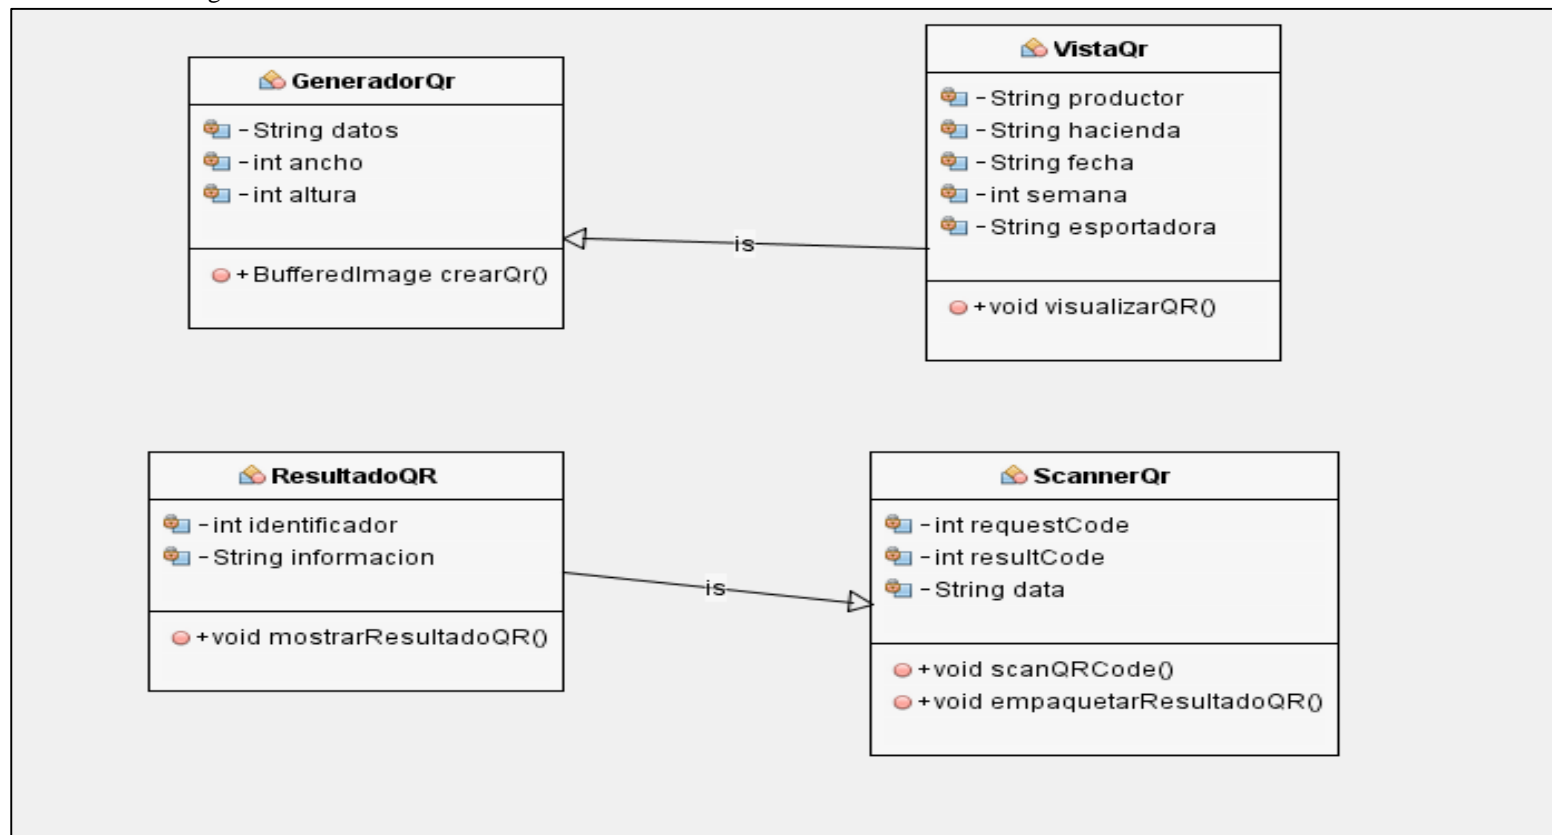 GeneradorQr
-String datos
-int ancho
-int altura
+BufferedImage crearQr()
is
VistaQr
-String productor
-String hacienda
-String fecha
-int semana
-String esportadora
+void visualizarQR()
ResultadoQR
-int identificador
-String informacion
+void mostrarResultadoQR()
is
ScannerQr
-int requestCode
-int resultCode
-String data
+void scanQRCode()
+void empaquetarResultadoQR()